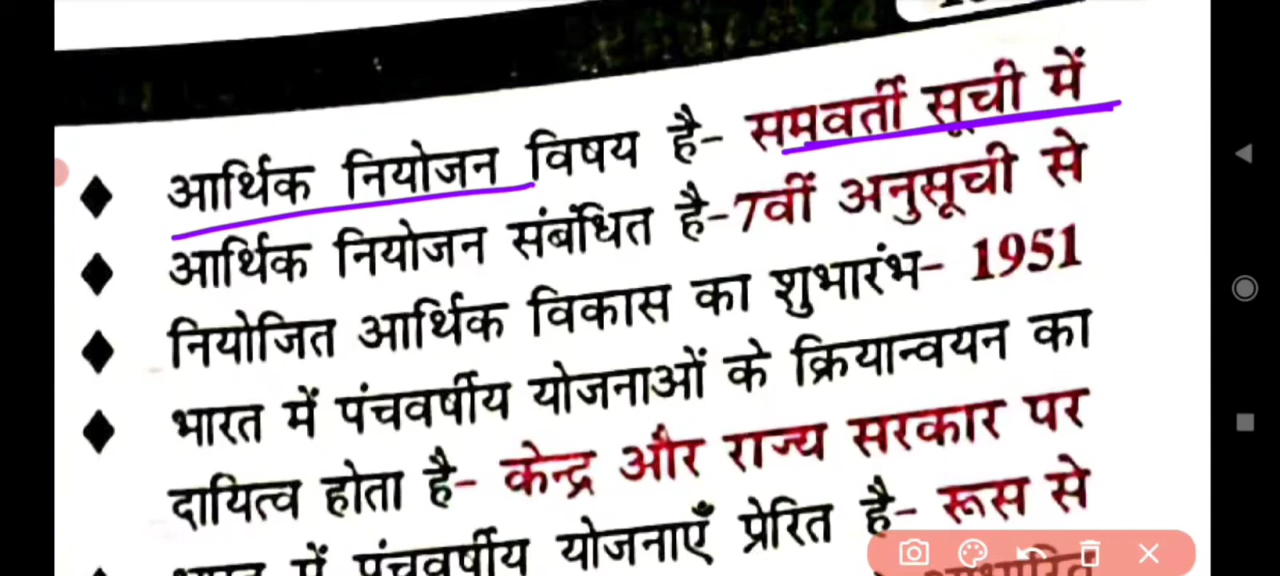 ♦ आर्थिक नियोजन विषय है- समवर्ती सूची में
♦ आर्थिक नियोजन संबंधित है-7वीं अनुसूची से
♦ नियोजित आर्थिक विकास का शुभारंभ- 1951
♦ भारत में पंचवर्षीय योजनाओं के क्रियान्वयन का
दायित्व होता है- केन्द्र और राज्य सरकार पर
में पंचवर्षीय योजनाएँ प्रेरित है- रूस से